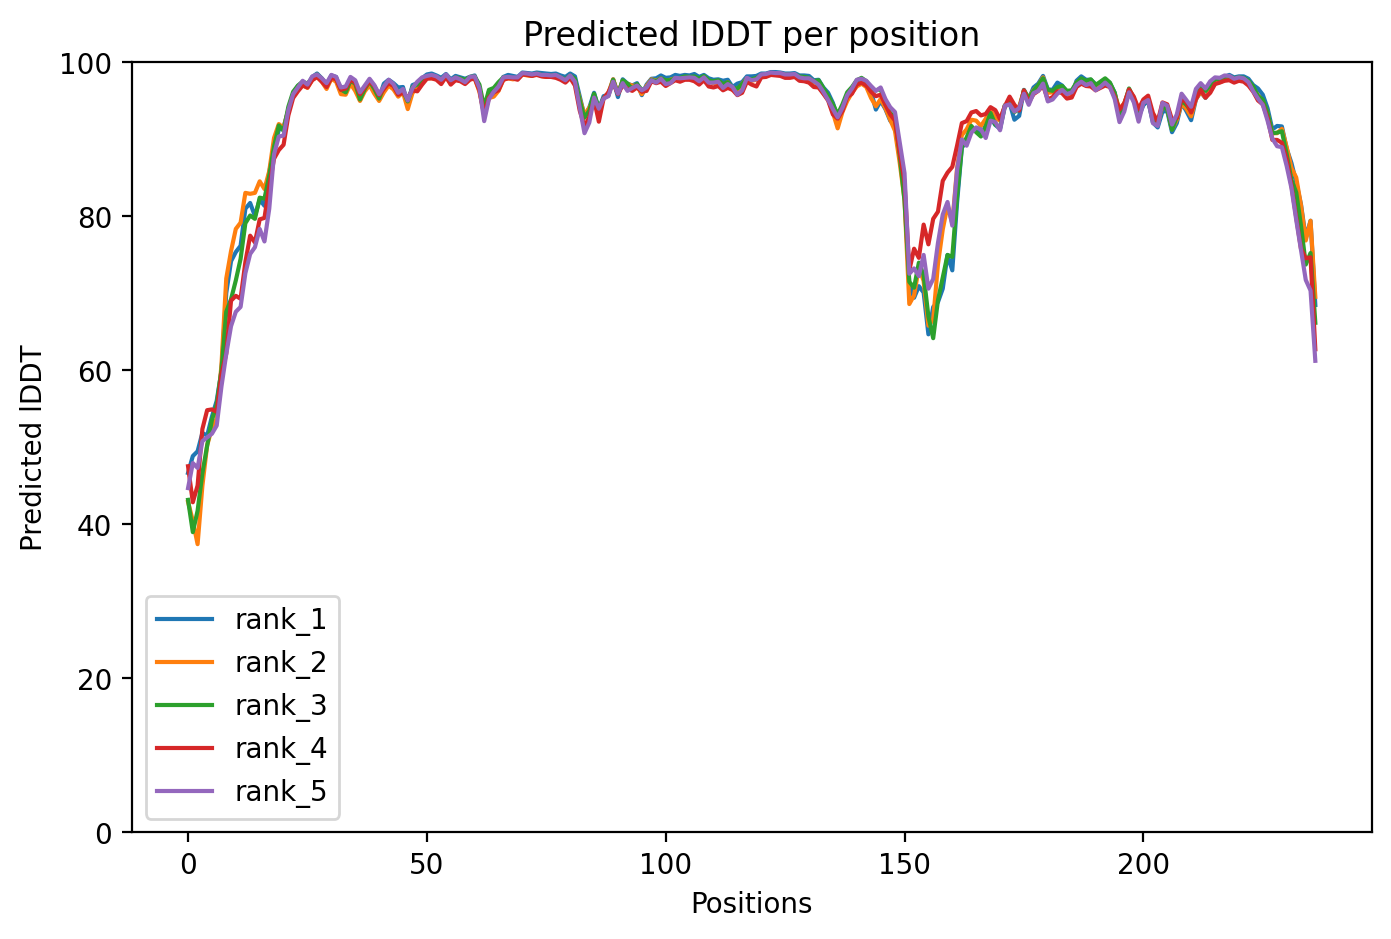 Predicted lDDT per position
100
80
60
40
20
0
Predicted lDDT
rank_1
rank_2
rank_3
rank_4
rank_5
0 50 100 150 200
Positions